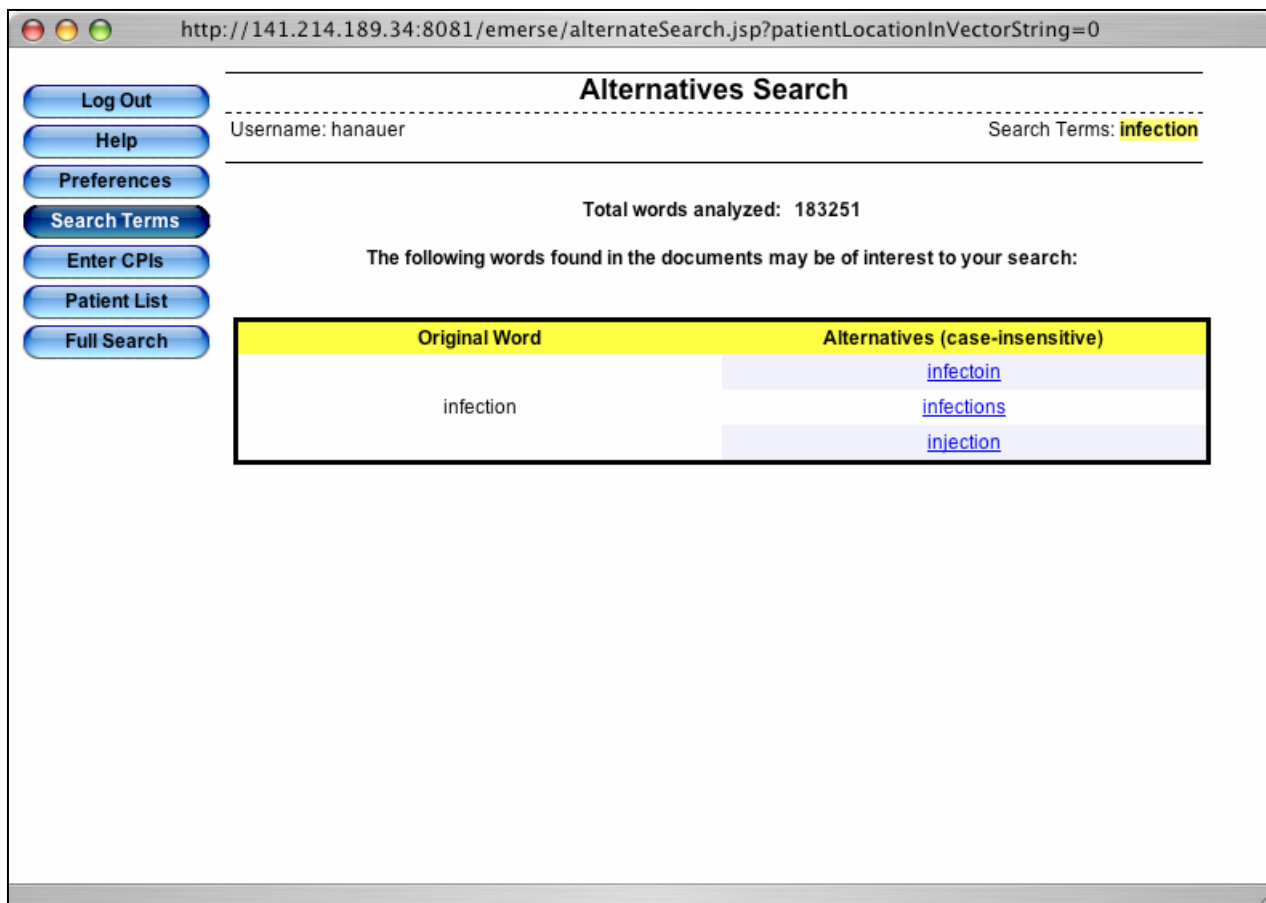 http://141.214.189.34:8081/emerse/alternateSearch.jsp?patientLocationInVectorString=0
Log Out
Help
Preferences
Search Terms
Enter CPIs
Patient List
Full Search
Alternatives Search
Username: hanauer Search Terms: infection
Total words analyzed: 183251
The following words found in the documents may be of interest to your search:
Original Word Alternatives (case-insensitive)
infectoin
infection infections
injection